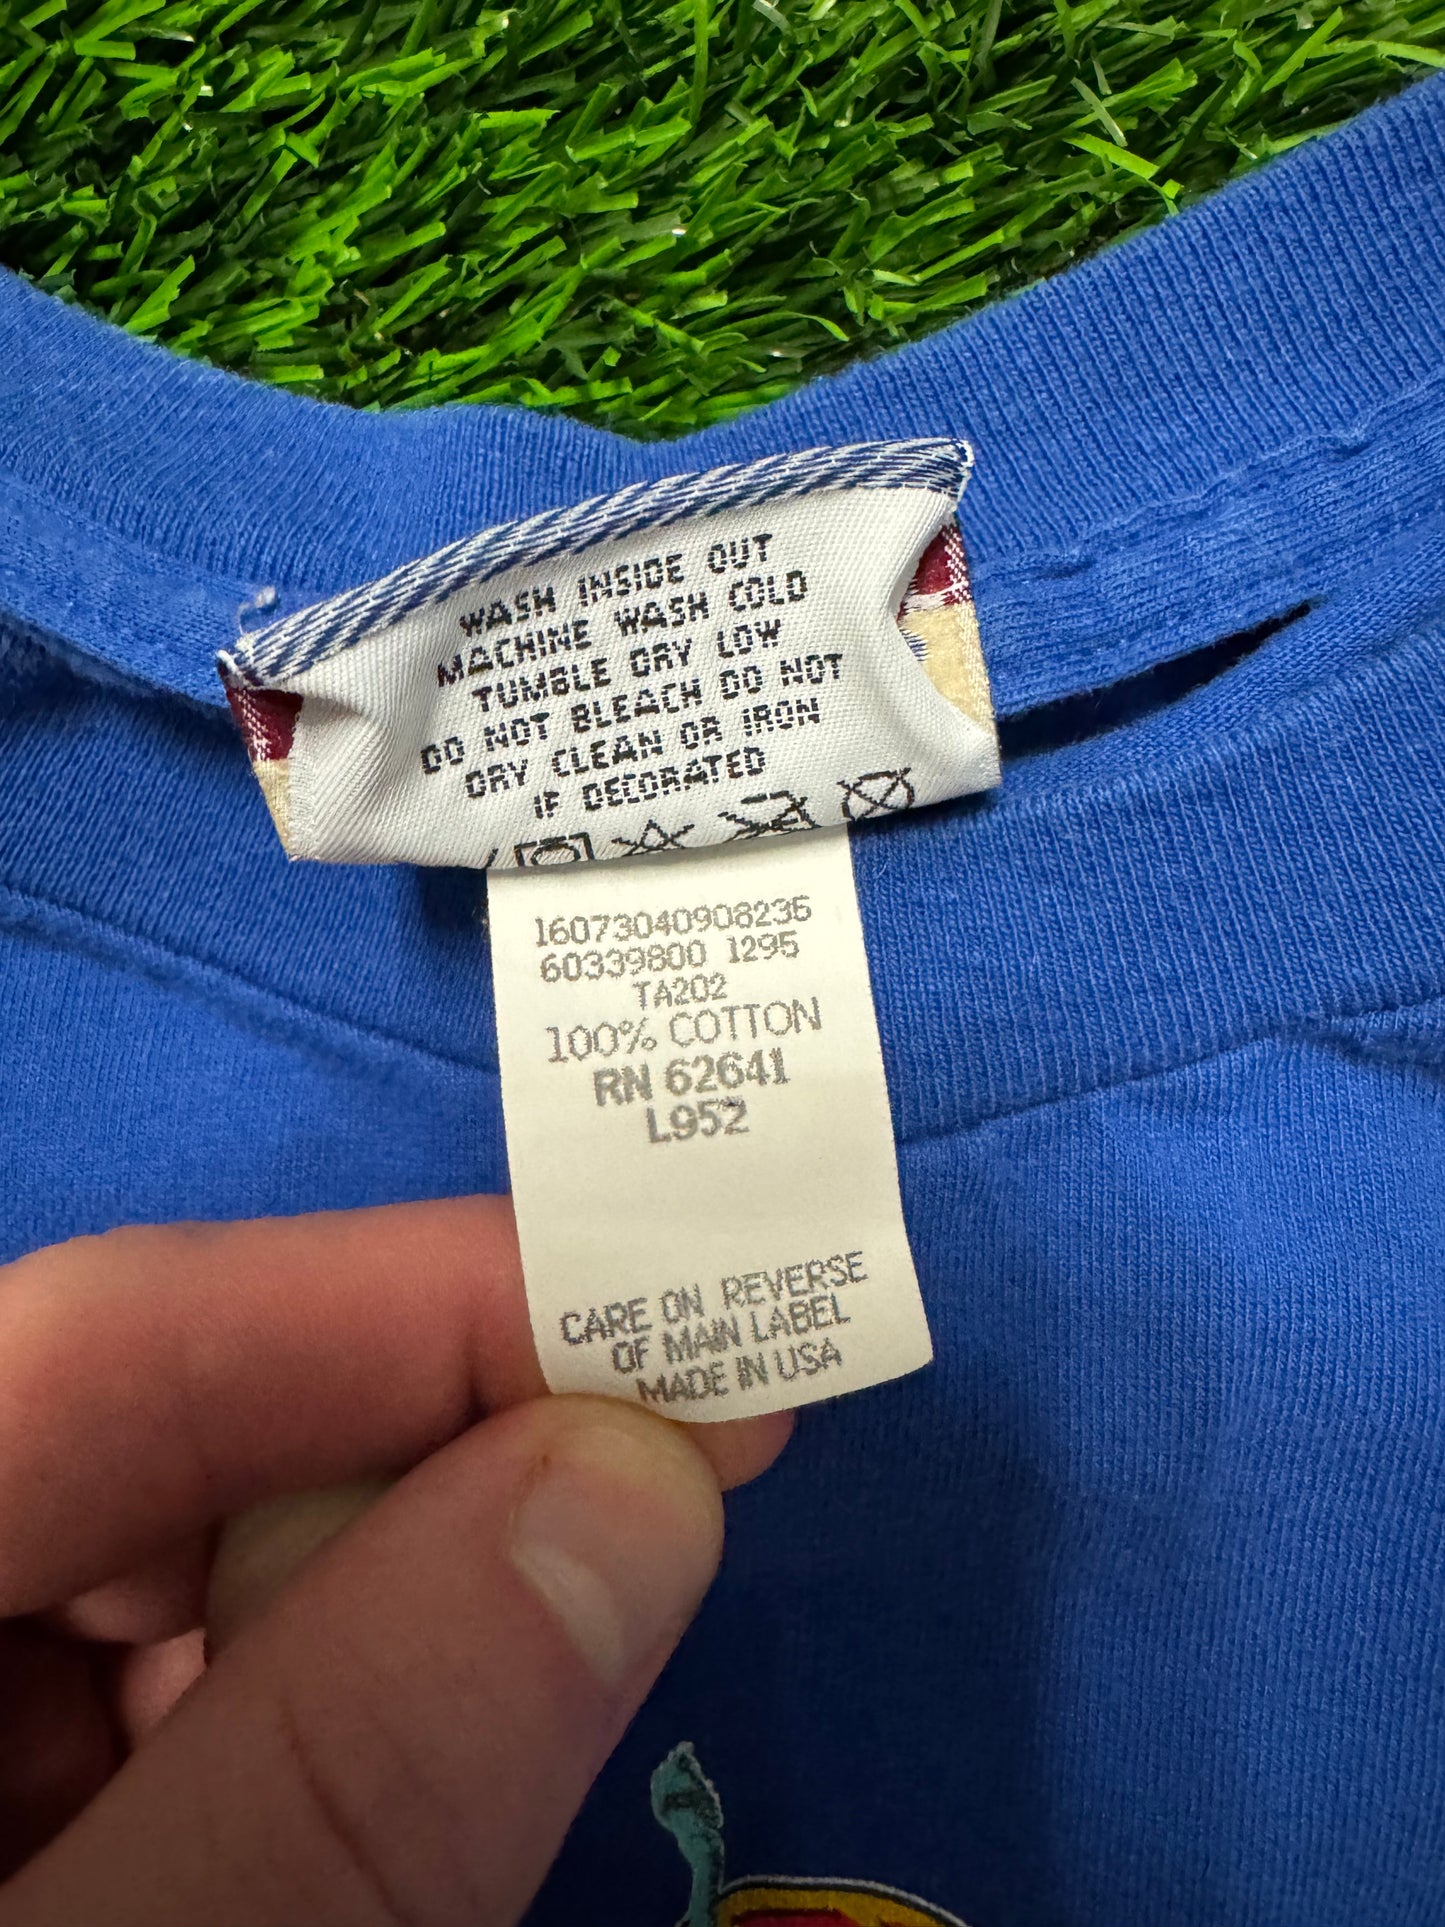 WASH INSIDE OUT
MACHINE WASH COLD
TUMBLE DRY LOW
DO NOT BLEACH DO NOT
DRY CLEAN OR IRON
IF DECORATED
16073040908235
60339800 1295
TA202
100% COTTON
RN 62641
L952
CARE ON REVERSE
OF MAIN LABEL
MADE IN USA